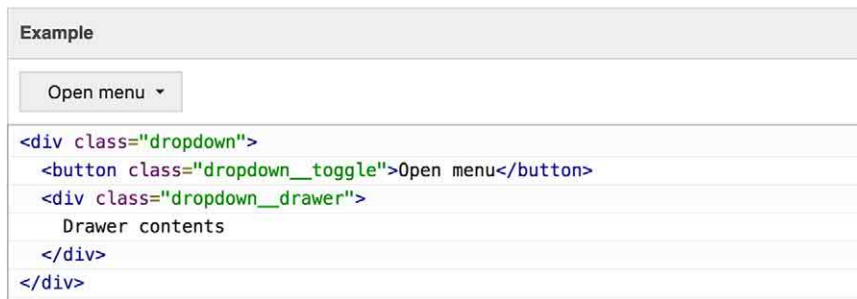 Example
Open menu
<div class="dropdown">
  <button class="dropdown__toggle">Open menu</button>
  <div class="dropdown__drawer">
    Drawer contents
  </div>
</div>